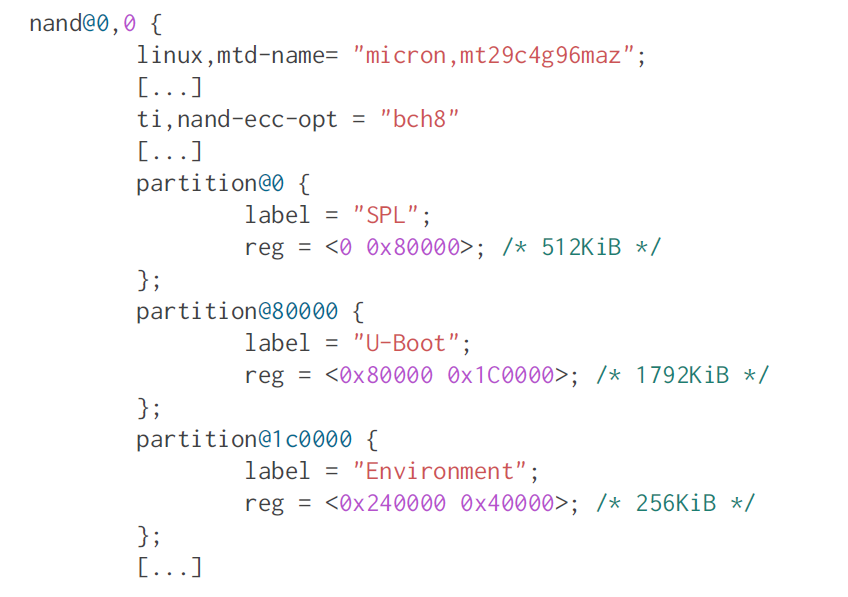 nand@0,0 {
linux,mtd-name= "micron,mt29c4g96maz";
[...]
ti,nand-ecc-opt = "bch8"
[...]
partition@0 {
label = "SPL";
reg = <0 0x80000>; /* 512KiB */
};
partition@80000 {
label = "U-Boot";
reg = <0x80000 0x1C0000>; /* 1792KiB */
};
partition@1c0000 {
label = "Environment";
reg = <0x240000 0x40000>; /* 256KiB */
};
[...]